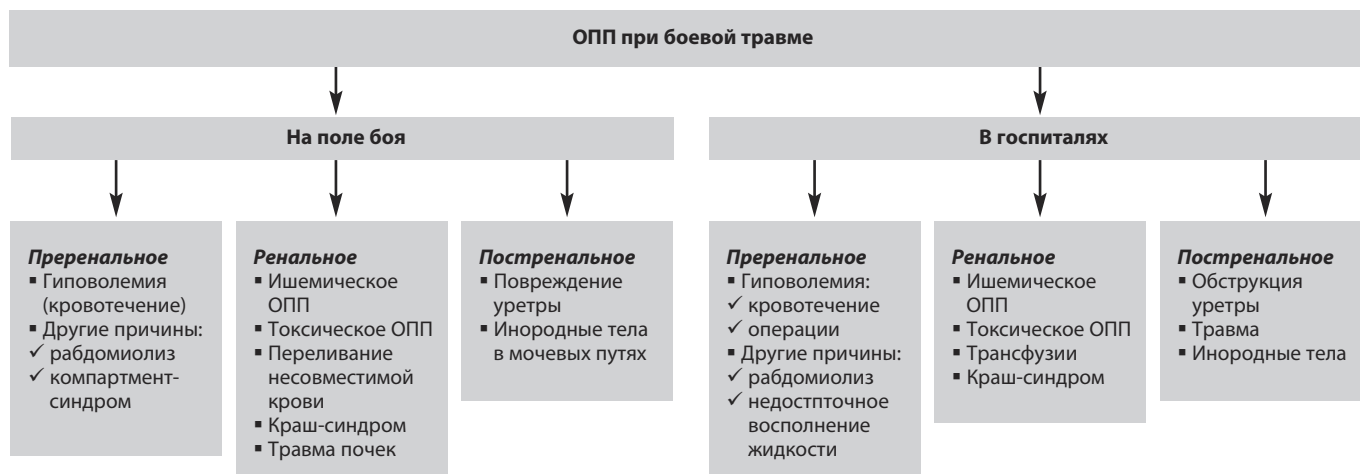 ОПП при боевой травме
На поле боя
В госпиталях
Преренальное
▪ Гиповолемия
(кровотечение)
▪ Другие причины:
✓ рабдомиолиз
✓ компартмент-
синдром
Ренальное
▪ Ишемическое
ОПП
▪ Токсическое ОПП
▪ Переливание
несовместимой
крови
▪ Краш-синдром
▪ Травма почек
Постренальное
▪ Повреждение
уретры
▪ Инородные тела
в мочевых путях
Преренальное
▪ Гиповолемия:
✓ кровотечение
✓ операции
▪ Другие причины:
✓ рабдомиолиз
✓ недостпточное
восполнение
жидкости
Ренальное
▪ Ишемическое
ОПП
▪ Токсическое ОПП
▪ Трансфузии
▪ Краш-синдром
Постренальное
▪ Обструкция
уретры
▪ Травма
▪ Инородные тела